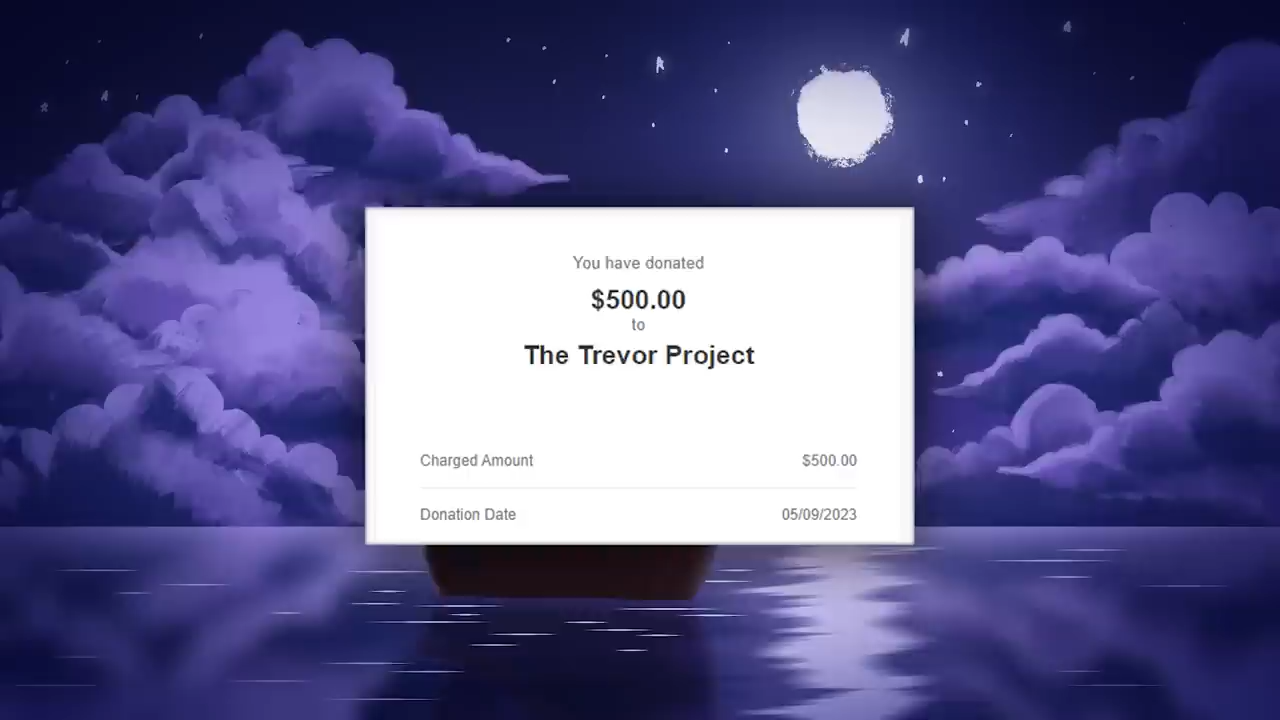 You have donated
$500.00
to
The Trevor Project
Charged Amount $500.00
Donation Date 05/09/2023